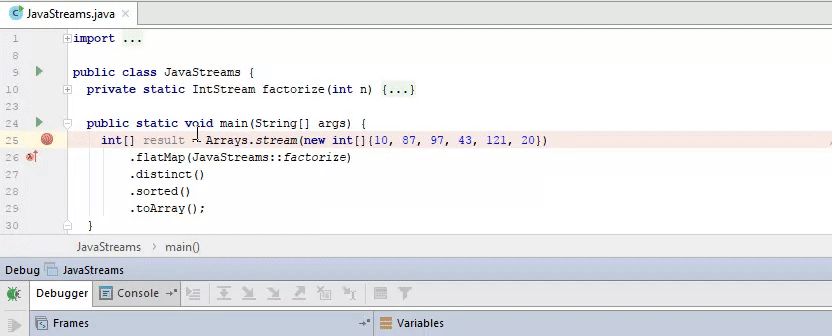 JavaStreams.java
1 import ...
8
9 public class JavaStreams {
10 private static IntStream factorize(int n) {...}
23
24 public static void main(String[] args) {
25 int[] result = Arrays.stream(new int[]{10, 87, 97, 43, 121, 20})
26 .flatMap(JavaStreams::factorize)
27 .distinct()
28 .sorted()
29 .toArray();
30 }
JavaStreams > main()
Debug JavaStreams
Debugger Console
Frames Variables